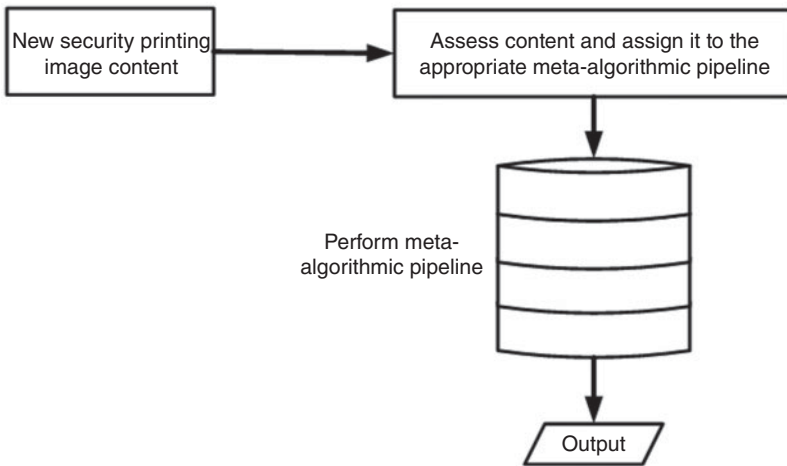 New security printing
image content
Assess content and assign it to the
appropriate meta-algorithmic pipeline
Perform meta-
algorithmic pipeline
Output